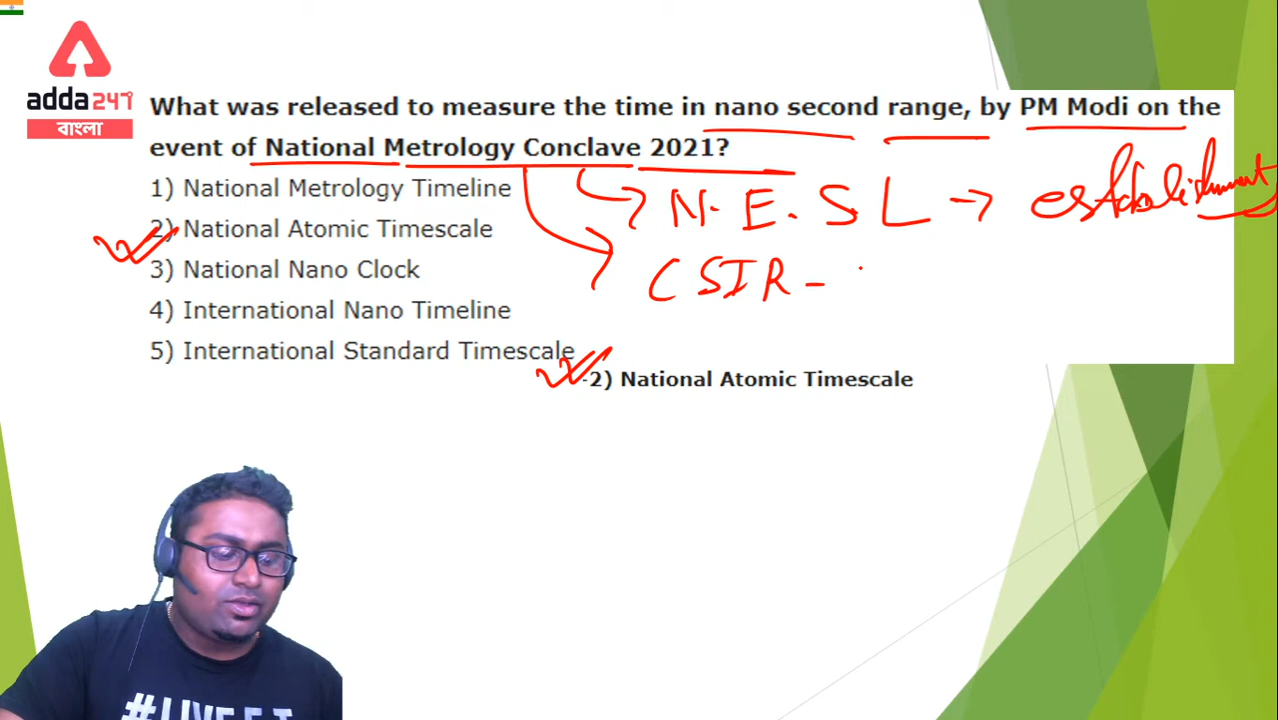 adda247
বাংলা
What was released to measure the time in nano second range, by PM Modi on the
event of National Metrology Conclave 2021?
1) National Metrology Timeline
2) National Atomic Timescale
3) National Nano Clock
4) International Nano Timeline
5) International Standard Timescale
N. E. S L → establishment
CSIR -
-2) National Atomic Timescale